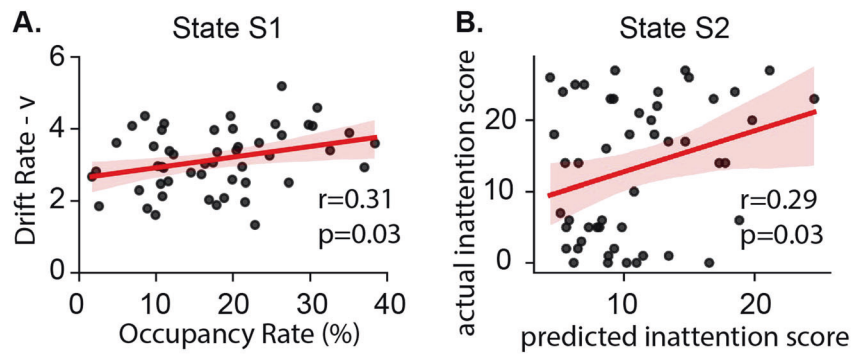 A.
State S1
Drift Rate - v
6
4
2
0
r=0.31
p=0.03
0
10
20
30
40
Occupancy Rate (%)
B.
State S2
actual inattention score
20
10
0
r=0.29
p=0.03
10
20
predicted inattention score